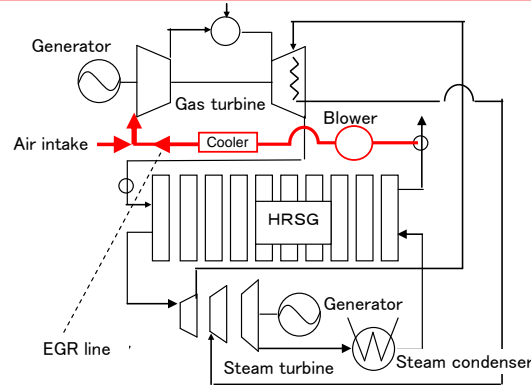 Generator
Gas turbine
Blower
Air intake
Cooler
HRSG
Generator
EGR line
Steam turbine
Steam condenser